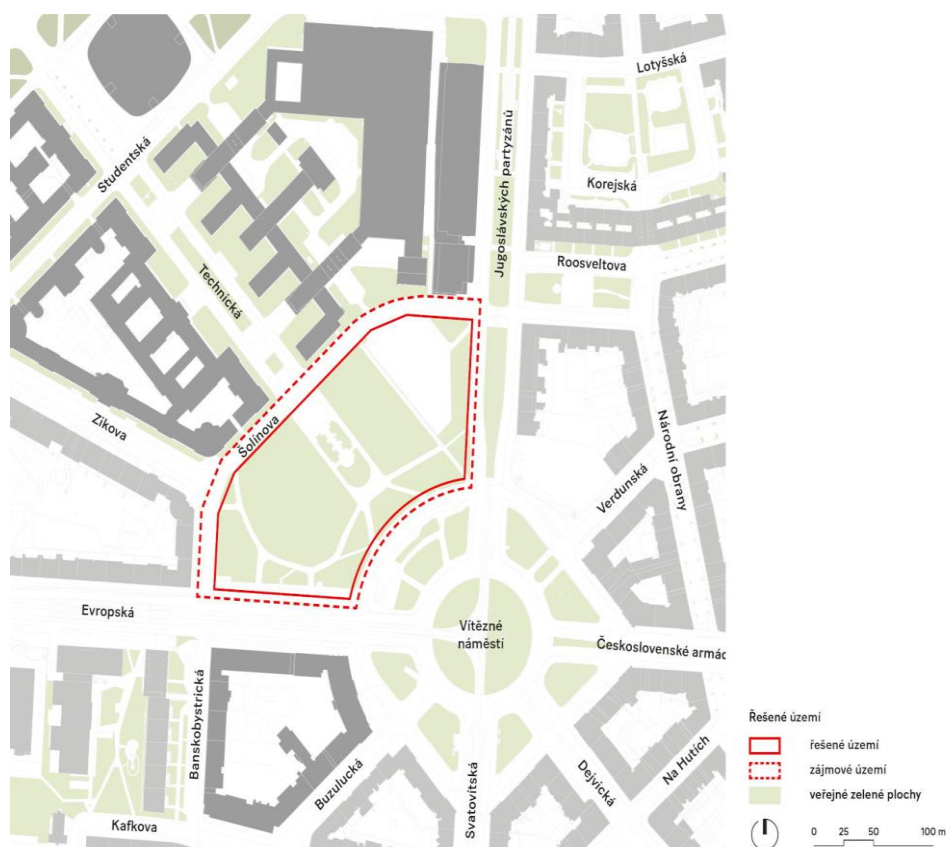 Lotyšská
Studentská
Jugoslávských partyzánů
Korejská
Technická
Roosveltova
Šolínova
Zikova
Národní obrany
Verdunská
Evropská
Vítězné
náměstí
Československé armád
Banskobystrická
Buzulucká
Svatovítská
Dejvická
Na Hutích
Kafkova
Řešené území
řešené území
zájmové území
veřejné zelené plochy
0 25 50 100 m